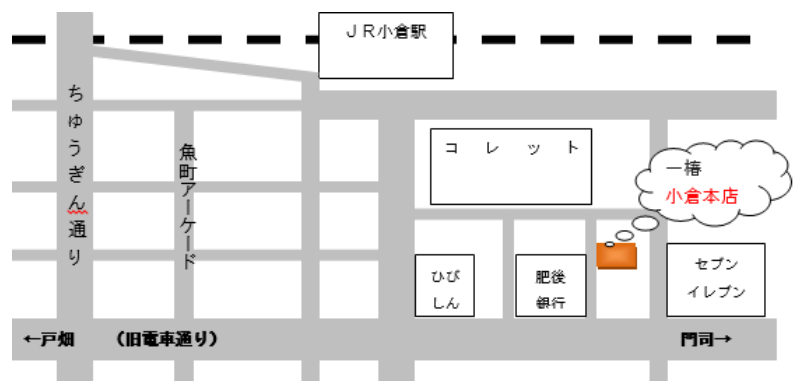 JR小倉駅
ちゅうぎん通り
魚町アーケード
コレット
一椿
小倉本店
ひび
しん
肥後
銀行
セブン
イレブン
←戸畑
(旧電車通り)
門司→